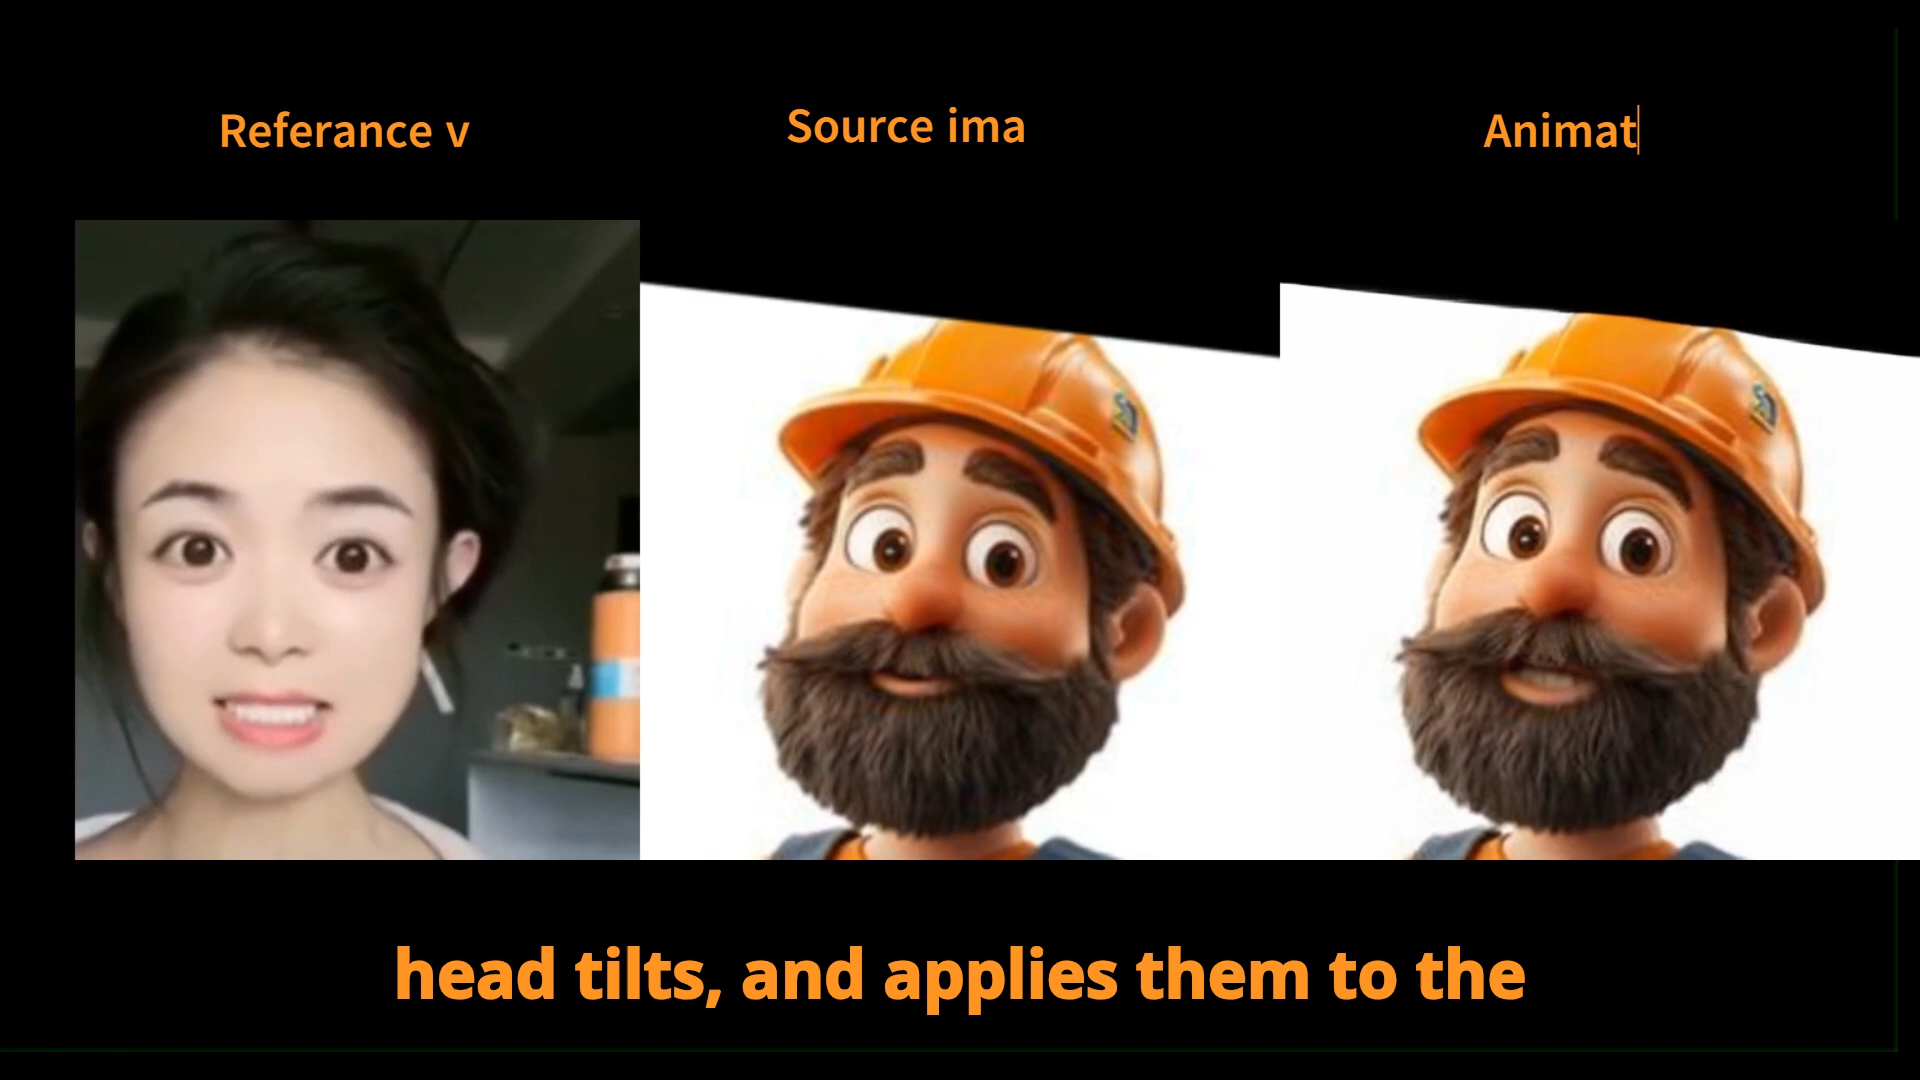 Referance v
Source ima
Animat
head tilts, and applies them to the